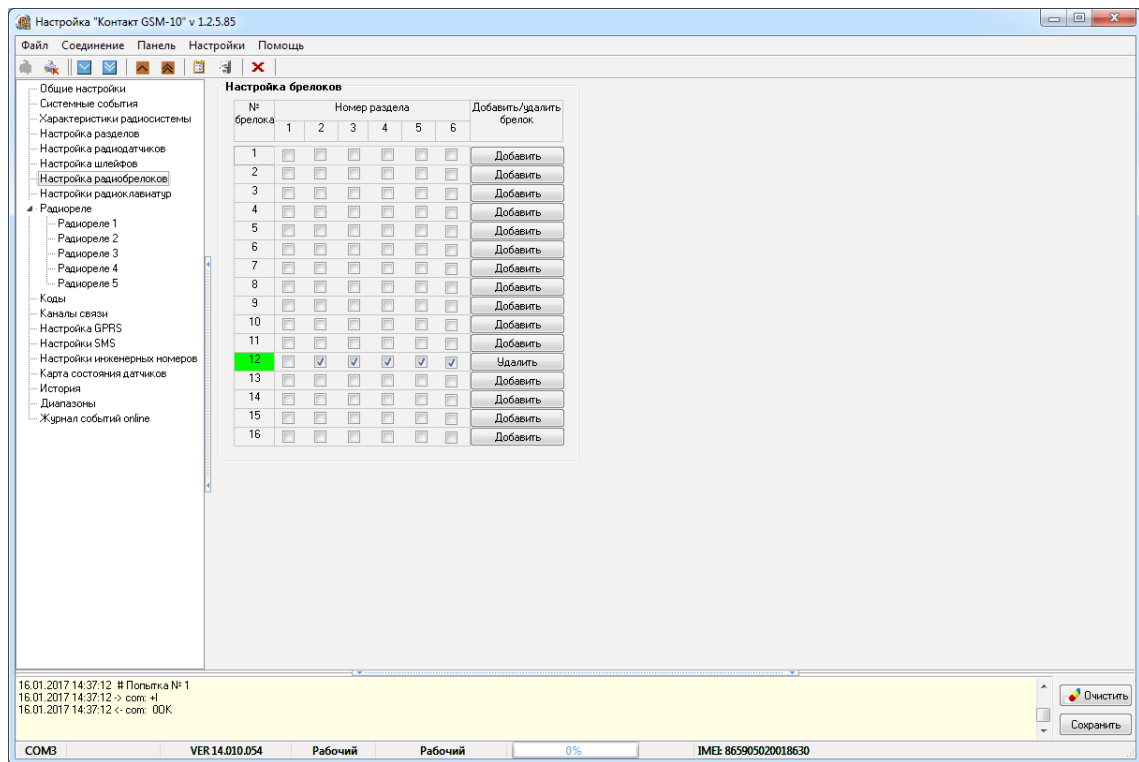 Настройка "Контакт GSM-10" v 1.2.5.85
Файл Соединение Панель Настройки Помощь
Общие настройки
Системные события
Характеристики радиосистемы
Настройка разделов
Настройка радиодатчиков
Настройка шлейфов
Настройка радиобрелоков
Настройки радиоклавиатур
Радиореле
Радиореле 1
Радиореле 2
Радиореле 3
Радиореле 4
Радиореле 5
Коды
Каналы связи
Настройка GPRS
Настройки SMS
Настройки инженерных номеров
Карта состояния датчиков
История
Диапазоны
Журнал событий online
Настройка брелоков
№ брелока Номер раздела Добавить/удалить брелок
1 2 3 4 5 6
1 Добавить
2 Добавить
3 Добавить
4 Добавить
5 Добавить
6 Добавить
7 Добавить
8 Добавить
9 Добавить
10 Добавить
11 Добавить
12 Удалить
13 Добавить
14 Добавить
15 Добавить
16 Добавить
16.01.2017 14:37:12 # Попытка № 1
16.01.2017 14:37:12 -> com: +I
16.01.2017 14:37:12 <- com: 00K
Очистить
Сохранить
COM3 VER 14.010.054 Рабочий Рабочий 0% IMEI: 865905020018630